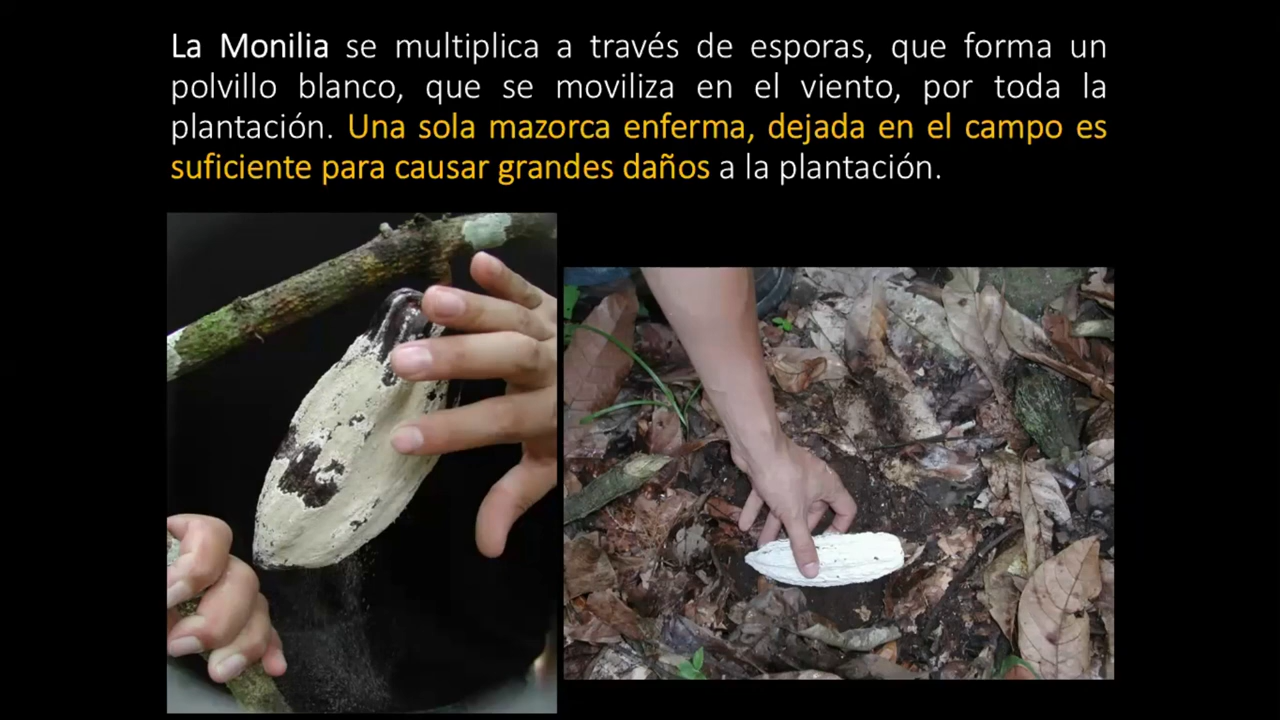 La Monilia se multiplica a través de esporas, que forma un
polvillo blanco, que se moviliza en el viento, por toda la
plantación. Una sola mazorca enferma, dejada en el campo es
suficiente para causar grandes daños a la plantación.